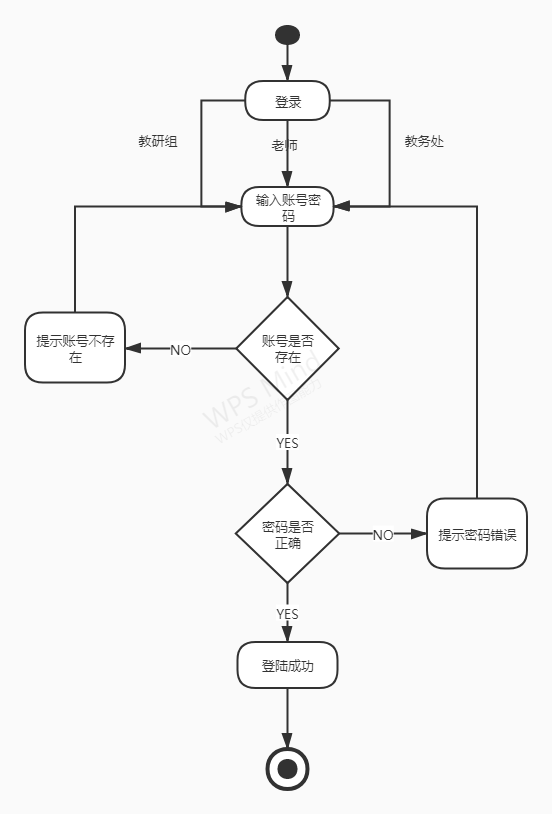 登录
教研组
老师
教务处
输入账号密
码
账号是否
存在
提示账号不存
在
NO
WPS Mind
YES
密码是否
正确
NO
提示密码错误
YES
登陆成功